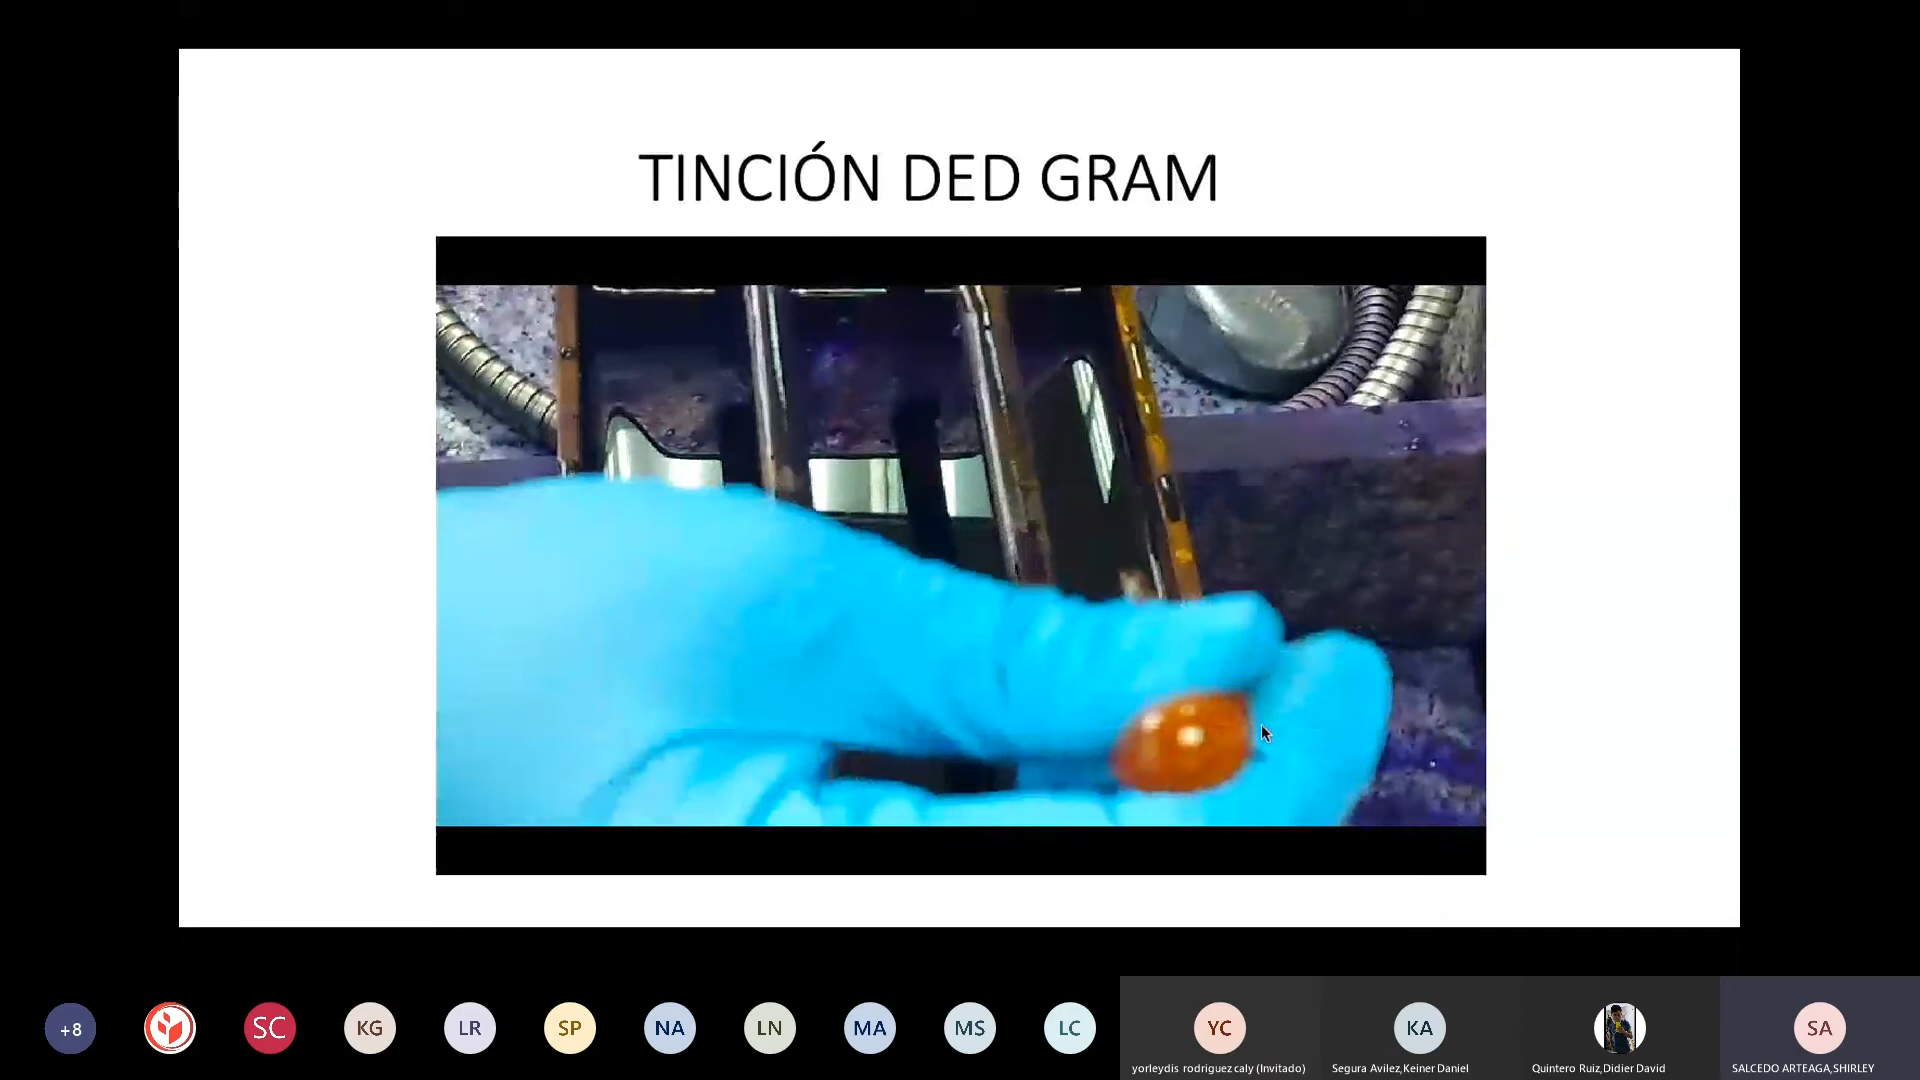 TINCIÓN DED GRAM
+8
SC
KG
LR
SP
NA
LN
MA
MS
LC
YC
KA
SA
yorleydis rodriguez caly (Invitado)
Segura Avilez,Keiner Daniel
Quintero Ruiz,Didier David
SALCEDO ARTEAGA,SHIRLEY